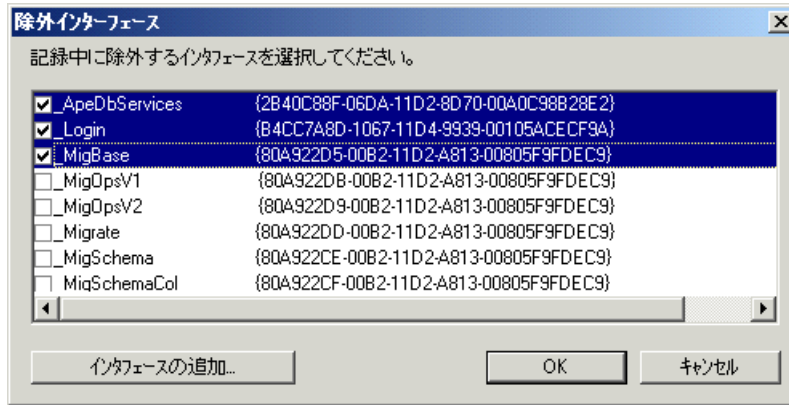 除外インターフェース
記録中に除外するインタフェースを選択してください。
_ApeDbServices {2B40C88F-06DA-11D2-8D70-00A0C98B28E2}
_Login {B4CC7A8D-1067-11D4-9939-00105ACECF9A}
_MigBase {80A922D5-00B2-11D2-A813-00805F9FDEC9}
_MigOpsV1 {80A922DB-00B2-11D2-A813-00805F9FDEC9}
_MigOpsV2 {80A922D9-00B2-11D2-A813-00805F9FDEC9}
_Migrate {80A922DD-00B2-11D2-A813-00805F9FDEC9}
_MigSchema {80A922CE-00B2-11D2-A813-00805F9FDEC9}
_MigSchemaCol {80A922CF-00B2-11D2-A813-00805F9FDEC9}
インタフェースの追加... OK キャンセル